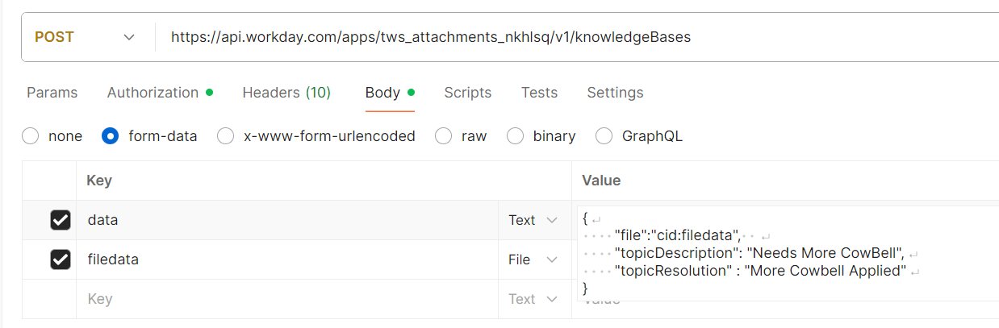 POST https://api.workday.com/apps/tws_attachments_nkhlsq/v1/knowledgeBases
Params Authorization Headers (10) Body Scripts Tests Settings
none form-data x-www-form-urlencoded raw binary GraphQL
Key Value
data Text {
"file":"cid:filedata",
"topicDescription": "Needs More CowBell",
filedata File
"topicResolution" : "More Cowbell Applied"
}
Key Text Value